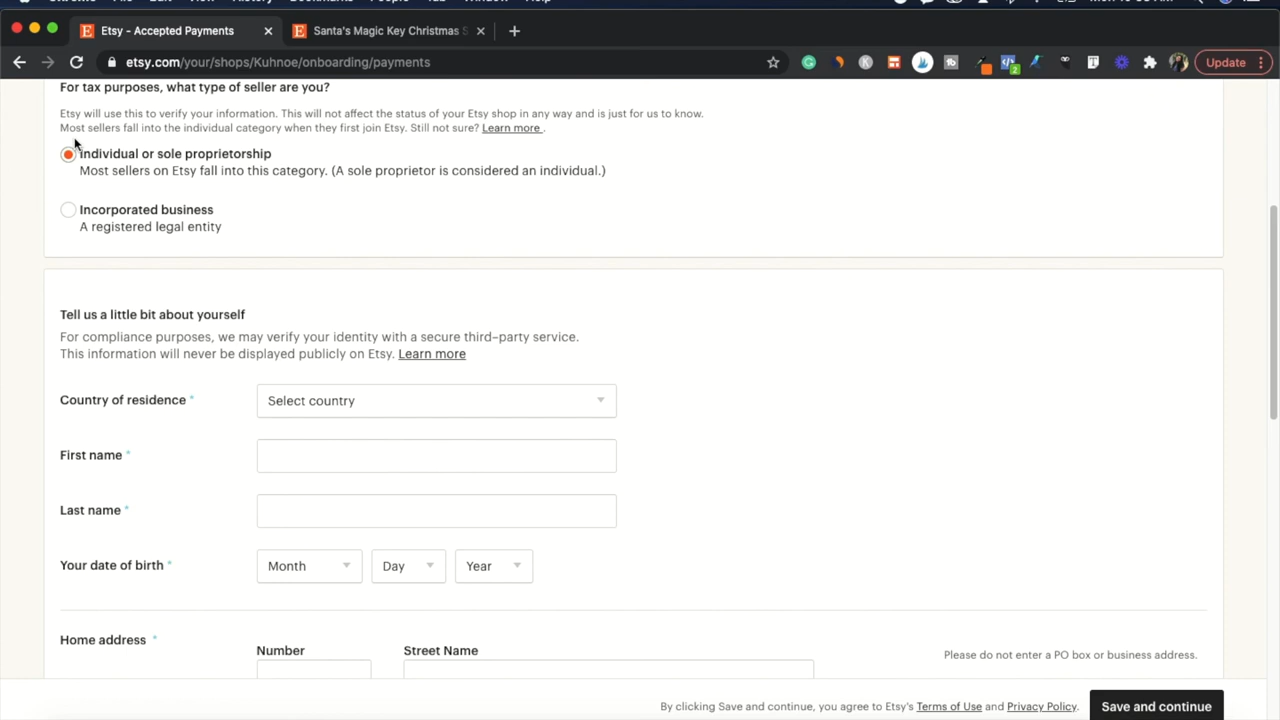 Etsy - Accepted Payments
Santa's Magic Key Christmas S
etsy.com/your/shops/Kuhnoe/onboarding/payments
Update
For tax purposes, what type of seller are you?
Etsy will use this to verify your information. This will not affect the status of your Etsy shop in any way and is just for us to know.
Most sellers fall into the individual category when they first join Etsy. Still not sure? Learn more .
Individual or sole proprietorship
Most sellers on Etsy fall into this category. (A sole proprietor is considered an individual.)
Incorporated business
A registered legal entity
Tell us a little bit about yourself
For compliance purposes, we may verify your identity with a secure third-party service.
This information will never be displayed publicly on Etsy. Learn more
Country of residence *
Select country
First name *
Last name *
Your date of birth *
Month
Day
Year
Home address *
Number
Street Name
Please do not enter a PO box or business address.
By clicking Save and continue, you agree to Etsy's Terms of Use and Privacy Policy.
Save and continue